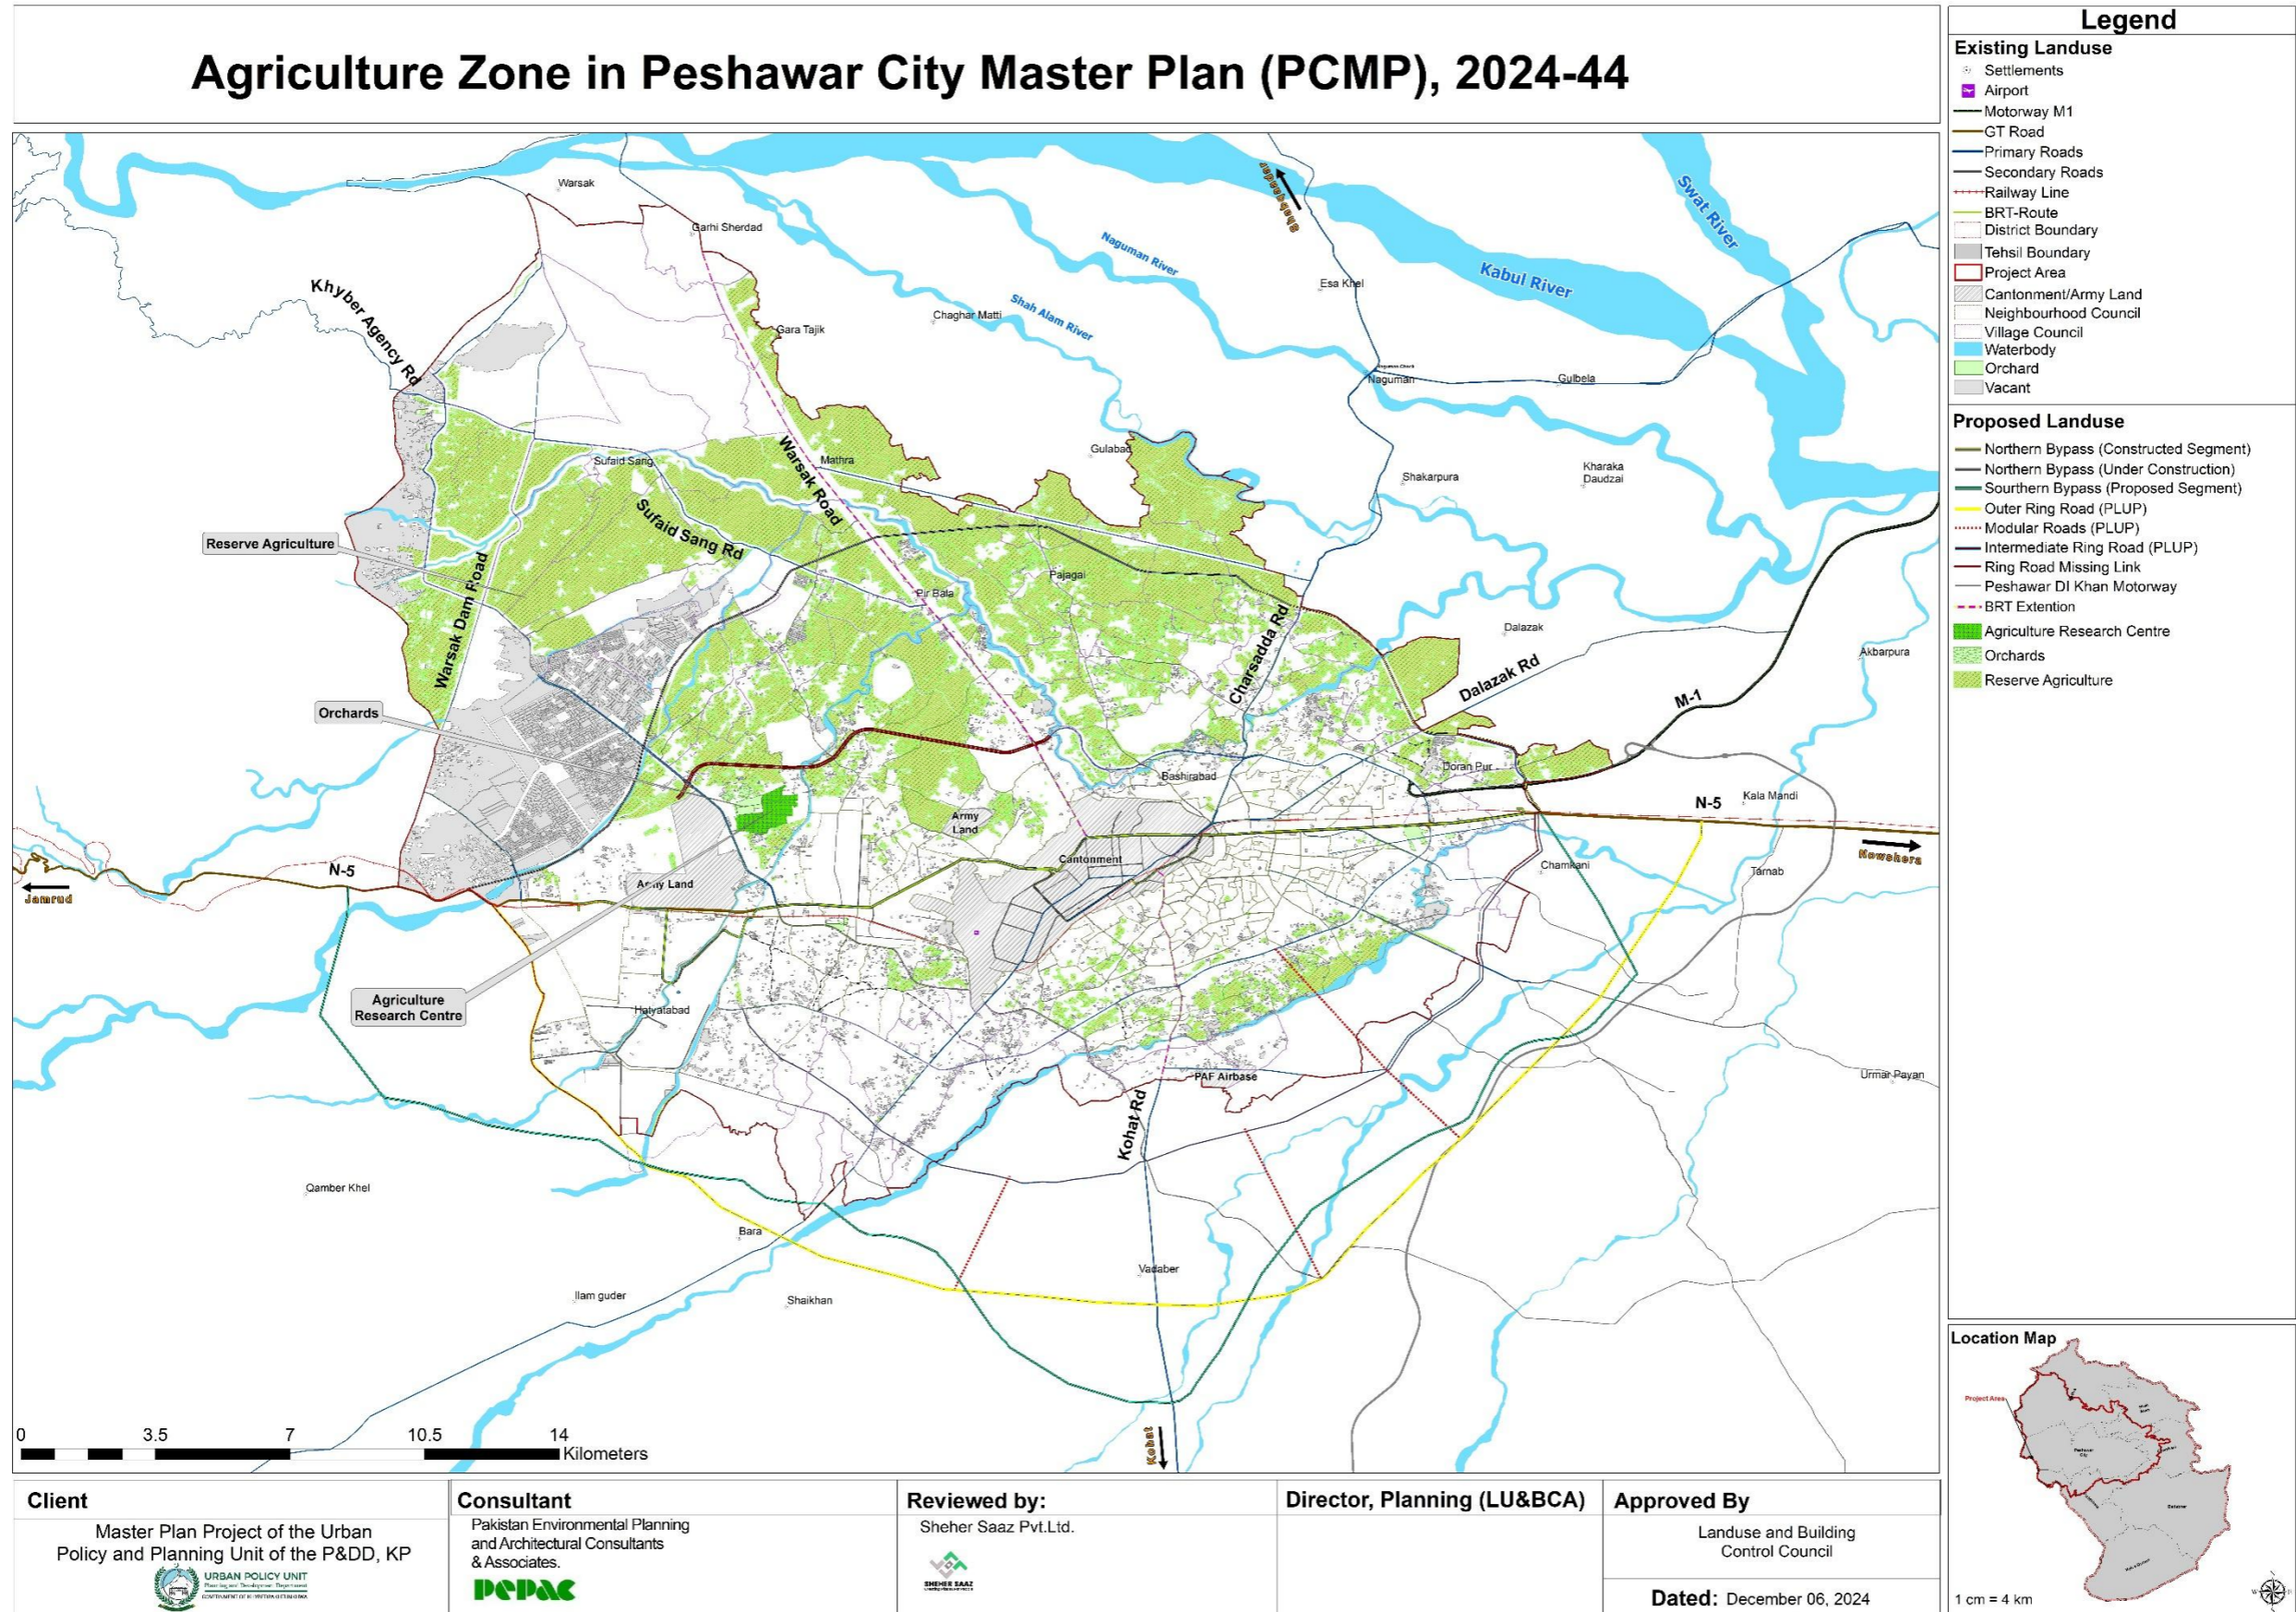 Agriculture Zone in Peshawar City Master Plan (PCMP), 2024-44
Legend
Existing Landuse
Settlements
Airport
Motorway M1
GT Road
Primary Roads
Secondary Roads
Railway Line
BRT-Route
District Boundary
Tehsil Boundary
Project Area
Cantonment/Army Land
Neighbourhood Council
Village Council
Waterbody
Orchard
Vacant
Proposed Landuse
Northern Bypass (Constructed Segment)
Northern Bypass (Under Construction)
Sourthern Bypass (Proposed Segment)
Outer Ring Road (PLUP)
Modular Roads (PLUP)
Intermediate Ring Road (PLUP)
Ring Road Missing Link
Peshawar DI Khan Motorway
BRT Extention
Agriculture Research Centre
Orchards
Reserve Agriculture
Warsak
Garhi Sherdad
Khyber Agency Rd
Gara Tajik
Chaghar Matti
Naguman River
Shah Alam River
Esa Khel
Kabul River
Swat River
Naguman
Gulbela
Gulabad
Shakarpura
Kharaka
Daudzai
Mathra
Sufaid Sang
Warsak Road
Sufaid Sang Rd
Reserve Agriculture
Warsak Dam Road
Pajagai
Pir Bala
Charsadda Rd
Dalazak
Dalazak Rd
Akbarpura
M-1
Orchards
Bashirabad
Doran Pur
Army
Land
Kala Mandi
N-5
Nowshera
Cantonment
Chamkani
Tarnab
N-5
Jamrud
Army Land
Agriculture
Research Centre
Hatyatabad
PAF Airbase
Urmar Payan
Kohat Rd
Qamber Khel
Bara
Vadaber
Ilam guder
Shaikhan
Kohat
0 3.5 7 10.5 14
Kilometers
Location Map
Project Area
1 cm = 4 km
Client
Master Plan Project of the Urban
Policy and Planning Unit of the P&DD, KP
URBAN POLICY UNIT
Consultant
Pakistan Environmental Planning
and Architectural Consultants
& Associates.
pepac
Reviewed by:
Sheher Saaz Pvt.Ltd.
SHEHER SAAZ
Director, Planning (LU&BCA)
Approved By
Landuse and Building
Control Council
Dated: December 06, 2024